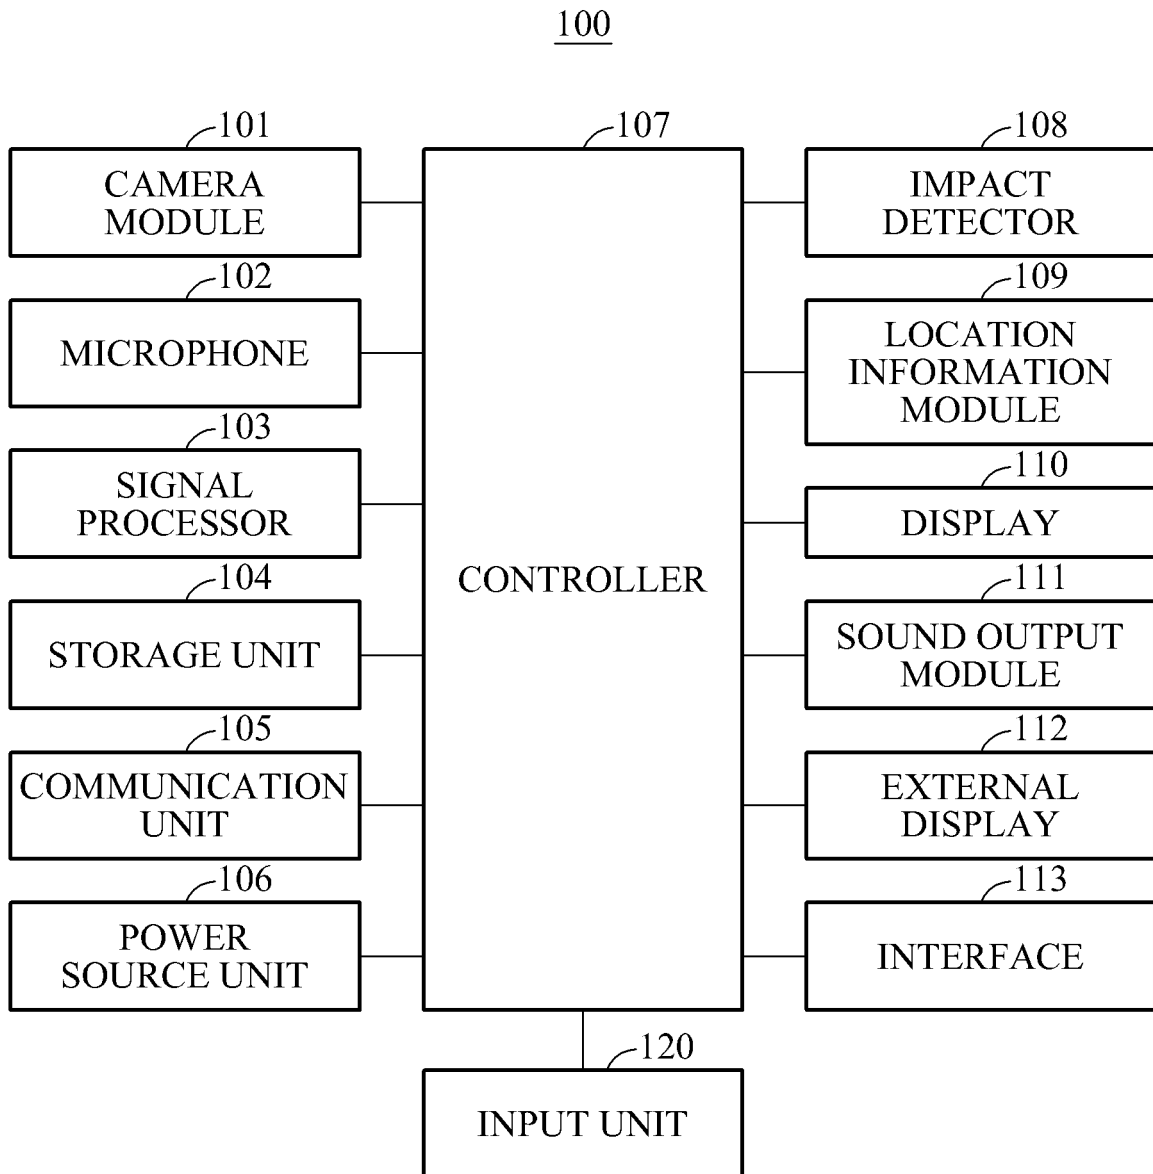 100
101
CAMERA
MODULE
102
MICROPHONE
103
SIGNAL
PROCESSOR
104
STORAGE UNIT
105
COMMUNICATION
UNIT
106
POWER
SOURCE UNIT
107
CONTROLLER
108
IMPACT
DETECTOR
109
LOCATION
INFORMATION
MODULE
110
DISPLAY
111
SOUND OUTPUT
MODULE
112
EXTERNAL
DISPLAY
113
INTERFACE
120
INPUT UNIT